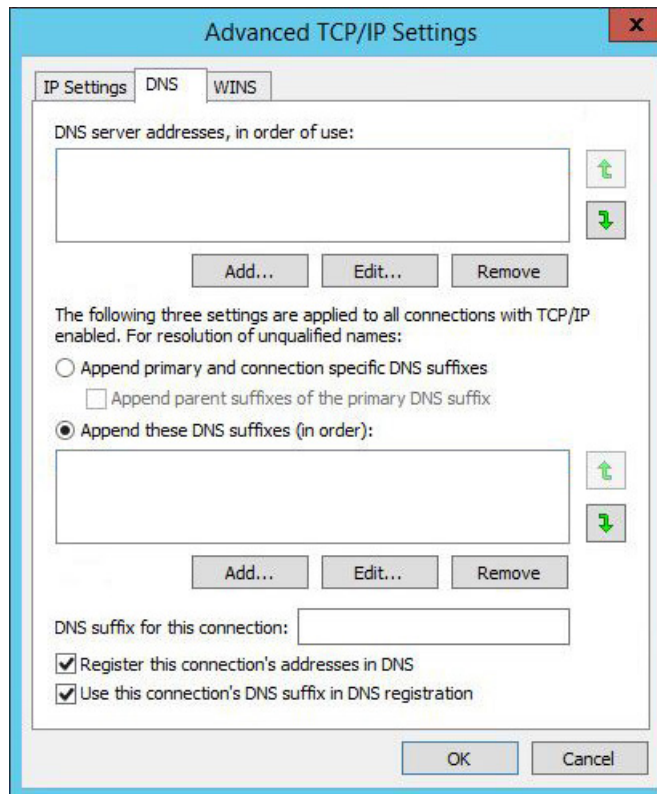 Advanced TCP/IP Settings
x
IP Settings DNS WINS
DNS server addresses, in order of use:
Add... Edit... Remove
The following three settings are applied to all connections with TCP/IP
enabled. For resolution of unqualified names:
Append primary and connection specific DNS suffixes
Append parent suffixes of the primary DNS suffix
Append these DNS suffixes (in order):
Add... Edit... Remove
DNS suffix for this connection:
Register this connection's addresses in DNS
Use this connection's DNS suffix in DNS registration
OK Cancel